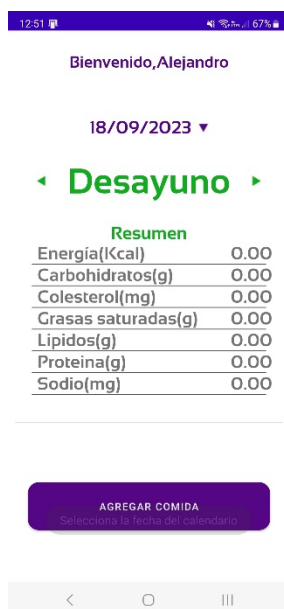 12:51 67%
Bienvenido,Alejandro
18/09/2023
Desayuno
Resumen
Energía(Kcal) 0.00
Carbohidratos(g) 0.00
Colesterol(mg) 0.00
Grasas saturadas(g) 0.00
Lipidos(g) 0.00
Proteina(g) 0.00
Sodio(mg) 0.00
AGREGAR COMIDA
Selecciona la fecha del calendario